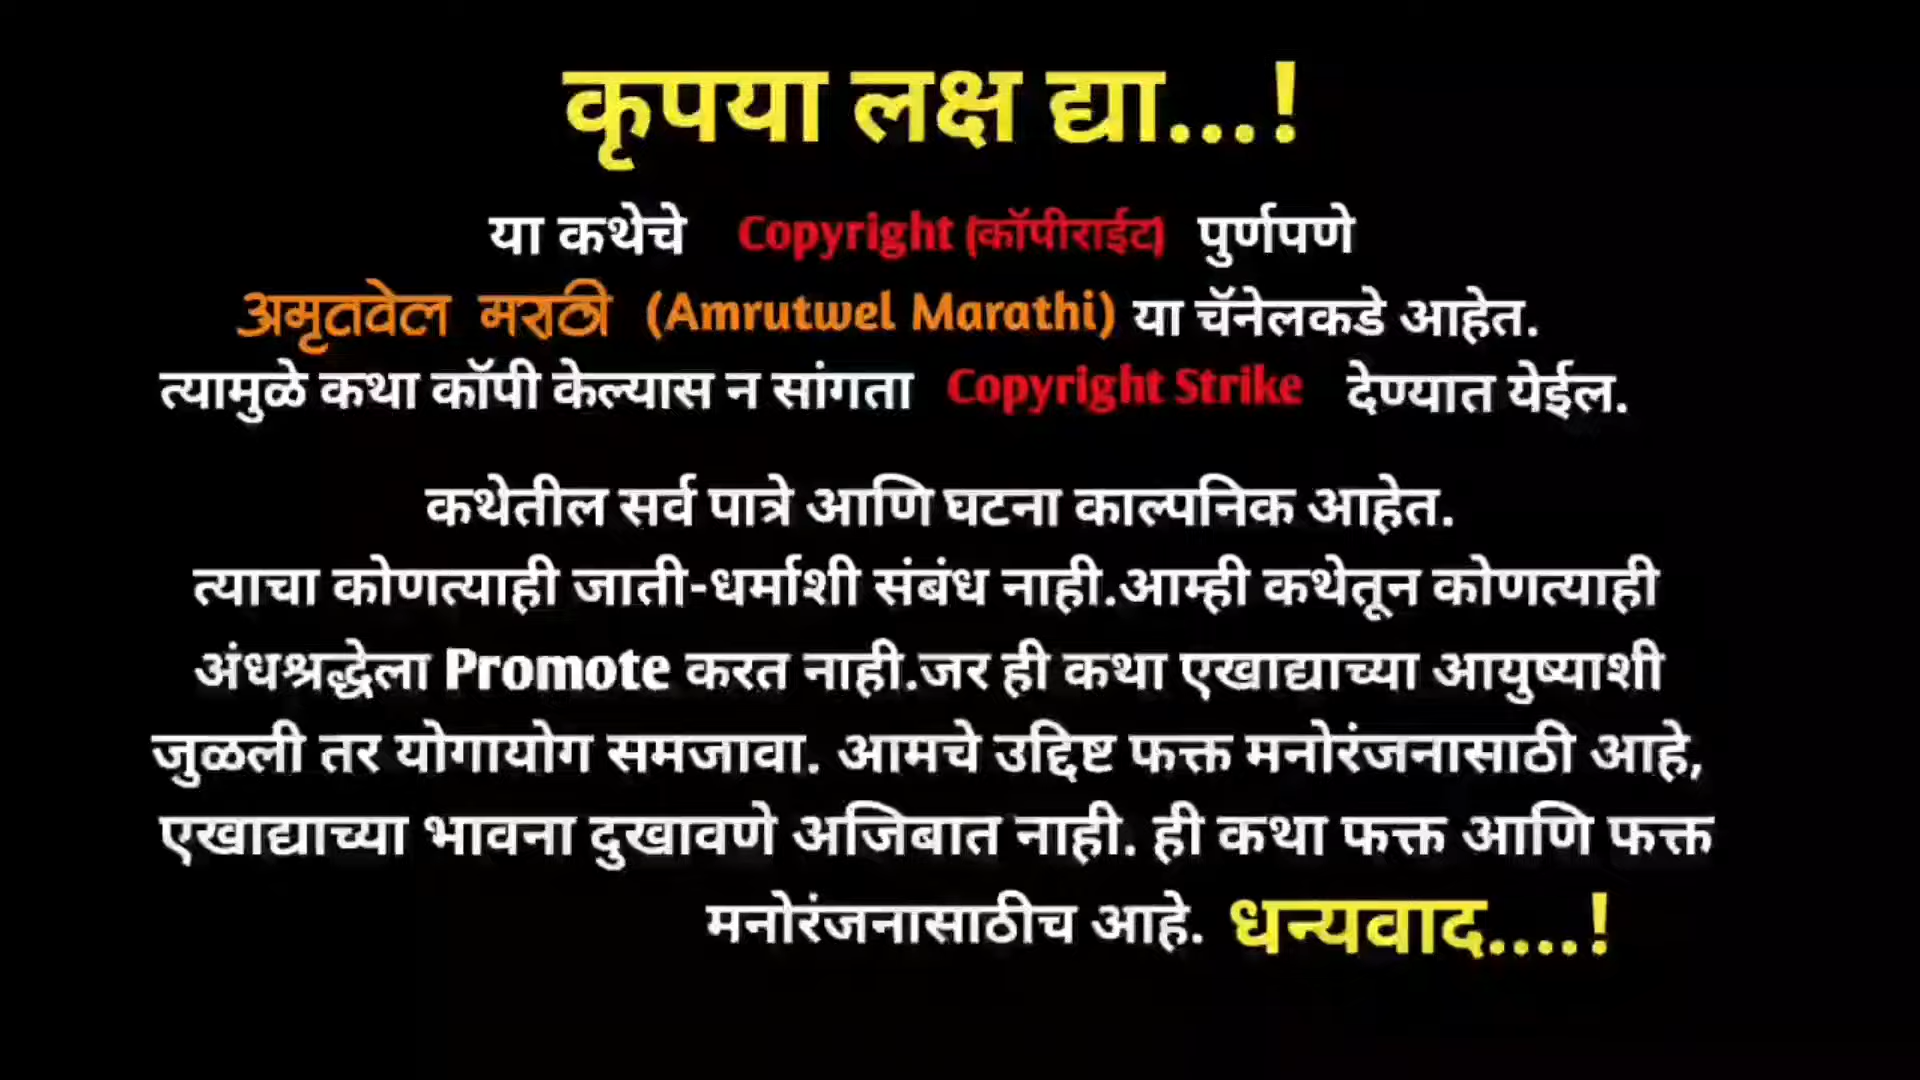 कृपया लक्ष द्या...!
या कथेचे Copyright (कॉपीराईट) पुर्णपणे
अमृतवेल मराठी (Amrutwel Marathi) या चॅनेलकडे आहेत.
त्यामुळे कथा कॉपी केल्यास न सांगता Copyright Strike देण्यात येईल.
कथेतील सर्व पात्रे आणि घटना काल्पनिक आहेत.
त्याचा कोणत्याही जाती-धर्माशी संबंध नाही.आम्ही कथेतून कोणत्याही
अंधश्रद्धेला Promote करत नाही.जर ही कथा एखाद्याच्या आयुष्याशी
जुळली तर योगायोग समजावा. आमचे उद्दिष्ट फक्त मनोरंजनासाठी आहे,
एखाद्याच्या भावना दुखावणे अजिबात नाही. ही कथा फक्त आणि फक्त
मनोरंजनासाठीच आहे. धन्यवाद....!